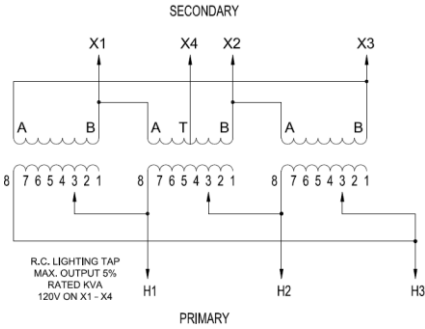 SECONDARY
X1 X4 X2 X3
A B A T B A B
8 7 6 5 4 3 2 1 8 7 6 5 4 3 2 1 8 7 6 5 4 3 2 1
R.C. LIGHTING TAP
MAX. OUTPUT 5%
RATED KVA
120V ON X1 - X4
H1 H2 H3
PRIMARY